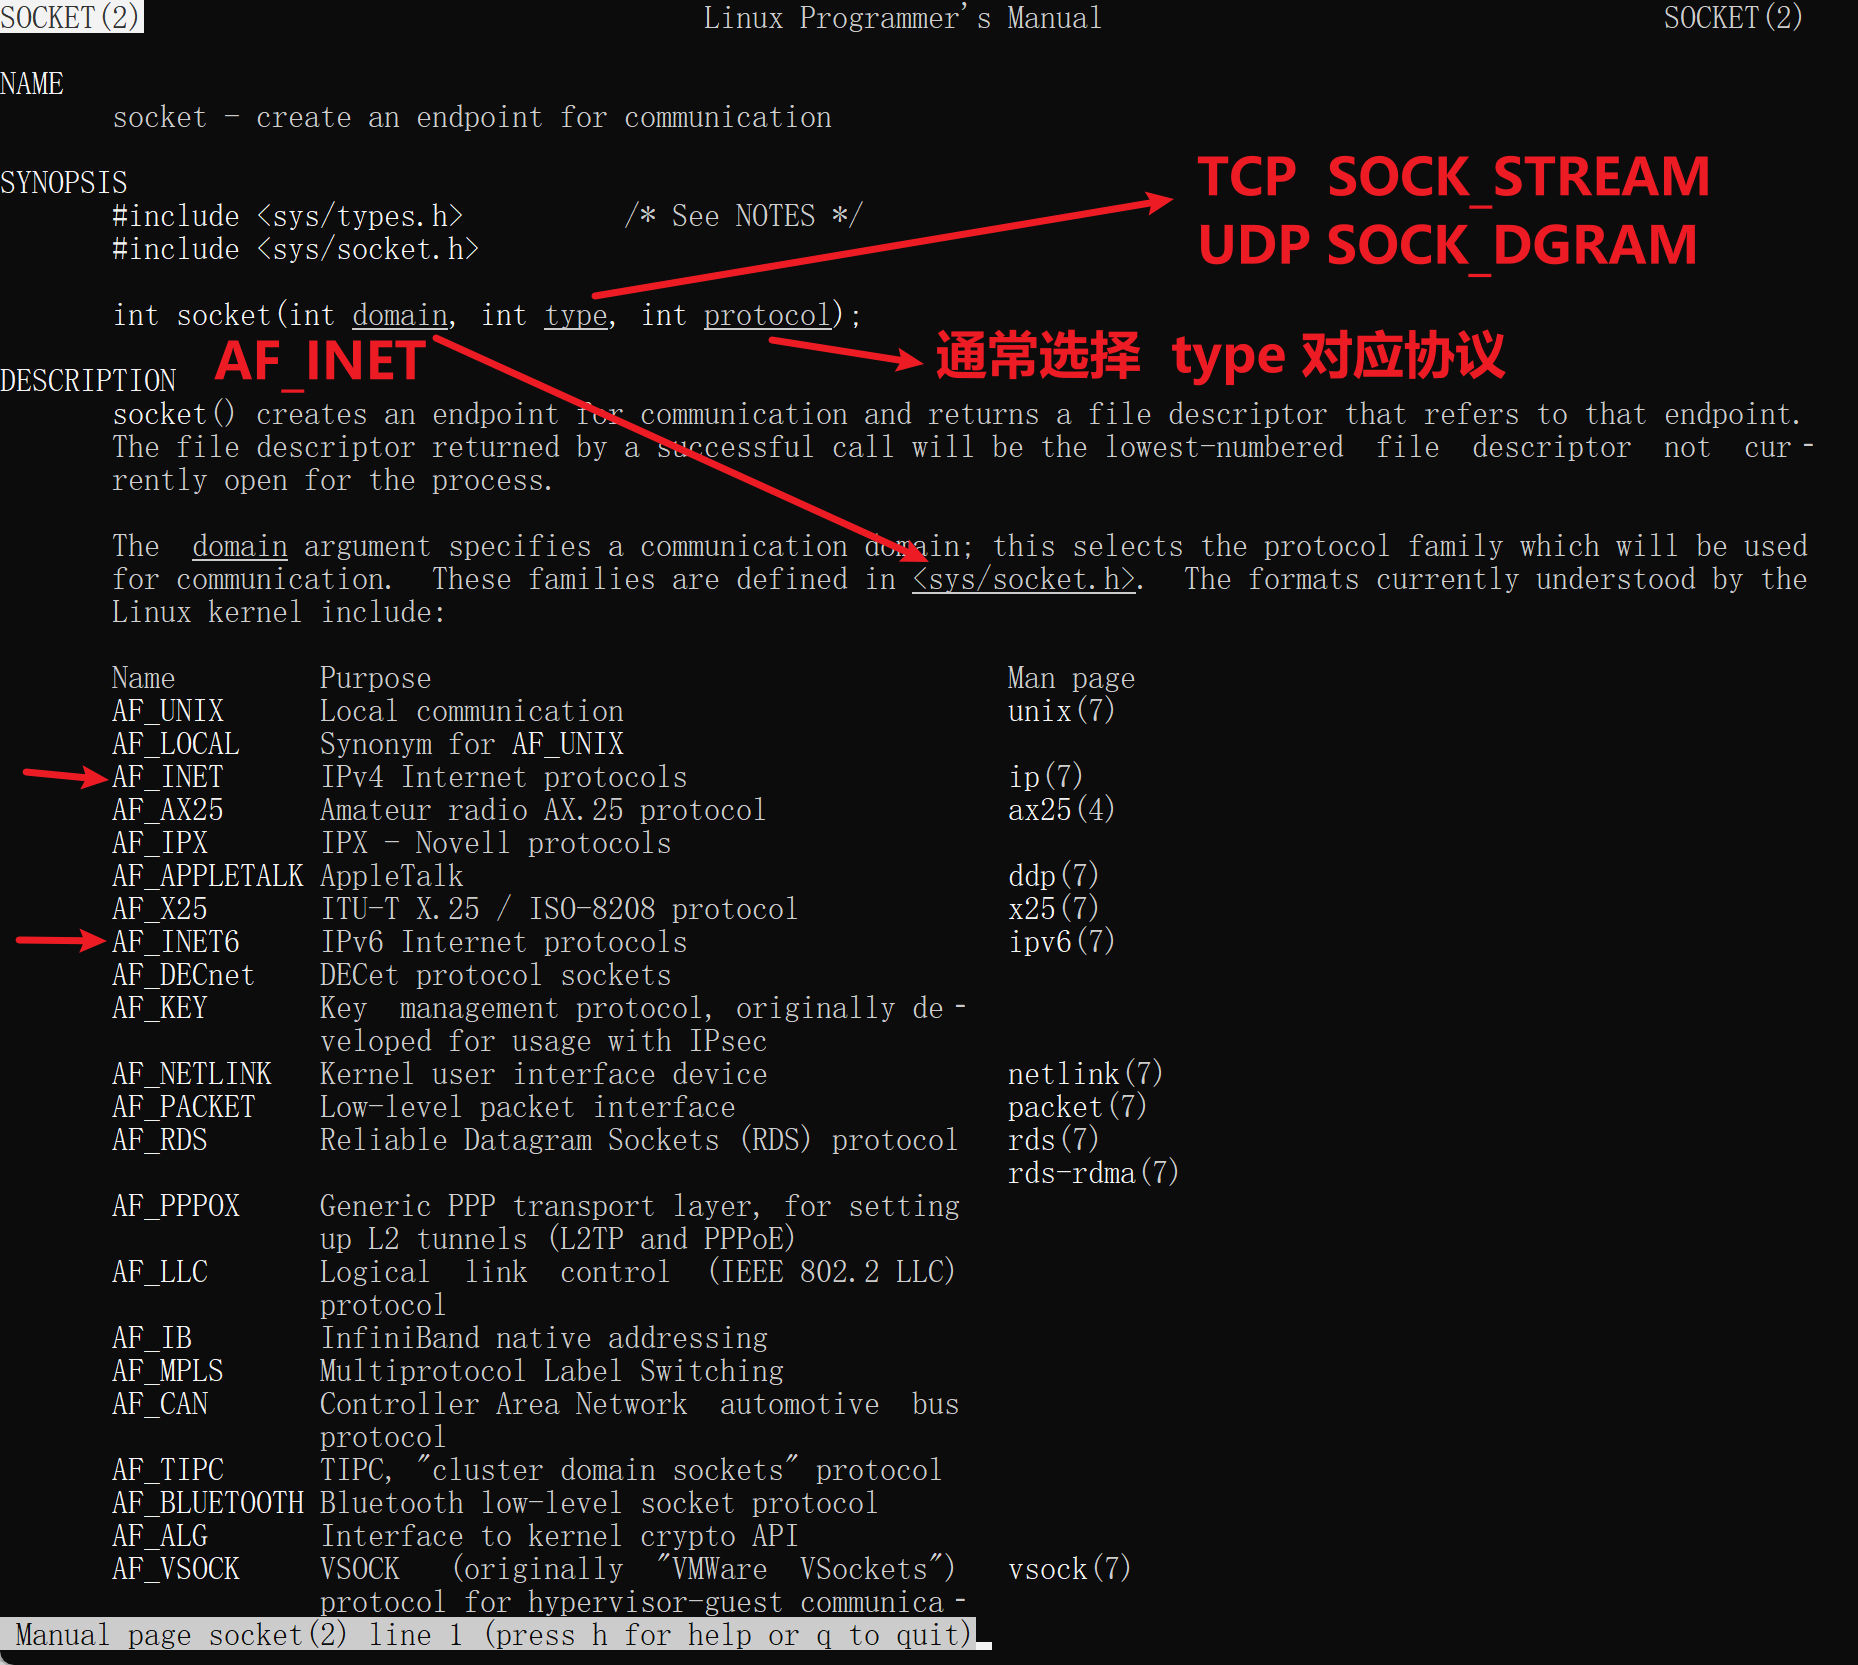 SOCKET(2) Linux Programmer's Manual SOCKET(2)
NAME
socket - create an endpoint for communication
SYNOPSIS
TCP SOCK_STREAM
#include <sys/types.h> /* See NOTES */
#include <sys/socket.h>
UDP SOCK_DGRAM
int socket(int domain, int type, int protocol);
AF_INET
通常选择 type 对应协议
DESCRIPTION
socket() creates an endpoint for communication and returns a file descriptor that refers to that endpoint.
The file descriptor returned by a successful call will be the lowest-numbered file descriptor not cur-
rently open for the process.
The domain argument specifies a communication domain; this selects the protocol family which will be used
for communication. These families are defined in <sys/socket.h>. The formats currently understood by the
Linux kernel include:
Name Purpose Man page
AF_UNIX Local communication unix(7)
AF_LOCAL Synonym for AF_UNIX
AF_INET IPv4 Internet protocols ip(7)
AF_AX25 Amateur radio AX.25 protocol ax25(4)
AF_IPX IPX - Novell protocols
AF_APPLETALK AppleTalk ddp(7)
AF_X25 ITU-T X.25 / ISO-8208 protocol x25(7)
AF_INET6 IPv6 Internet protocols ipv6(7)
AF_DECnet DECet protocol sockets
AF_KEY Key management protocol, originally de-
veloped for usage with IPsec
AF_NETLINK Kernel user interface device netlink(7)
AF_PACKET Low-level packet interface packet(7)
AF_RDS Reliable Datagram Sockets (RDS) protocol rds(7)
rds-rdma(7)
AF_PPPOX Generic PPP transport layer, for setting
up L2 tunnels (L2TP and PPPoE)
AF_LLC Logical link control (IEEE 802.2 LLC)
protocol
AF_IB InfiniBand native addressing
AF_MPLS Multiprotocol Label Switching
AF_CAN Controller Area Network automotive bus
protocol
AF_TIPC TIPC, "cluster domain sockets" protocol
AF_BLUETOOTH Bluetooth low-level socket protocol
AF_ALG Interface to kernel crypto API
AF_VSOCK VSOCK (originally "VMWare VSockets") vsock(7)
protocol for hypervisor-guest communica-
Manual page socket(2) line 1 (press h for help or q to quit)